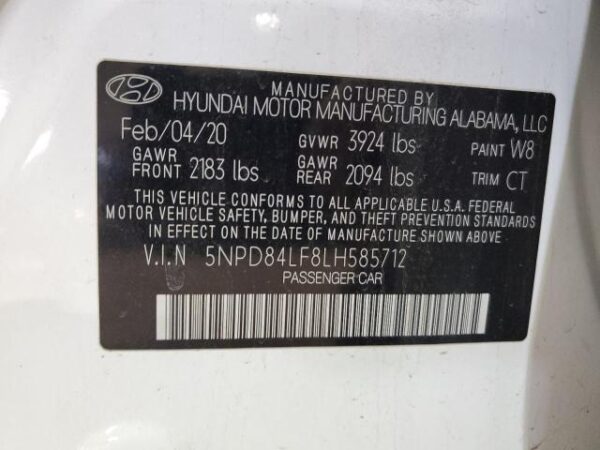 MANUFACTURED BY
HYUNDAI MOTOR MANUFACTURING ALABAMA, LLC
Feb/04/20 GVWR 3924 lbs PAINT W8
GAWR FRONT 2183 lbs GAWR REAR 2094 lbs TRIM CT
THIS VEHICLE CONFORMS TO ALL APPLICABLE U.S.A. FEDERAL
MOTOR VEHICLE SAFETY, BUMPER, AND THEFT PREVENTION STANDARDS
IN EFFECT ON THE DATE OF MANUFACTURE SHOWN ABOVE.
V.I.N 5NPD84LF8LH585712
PASSENGER CAR